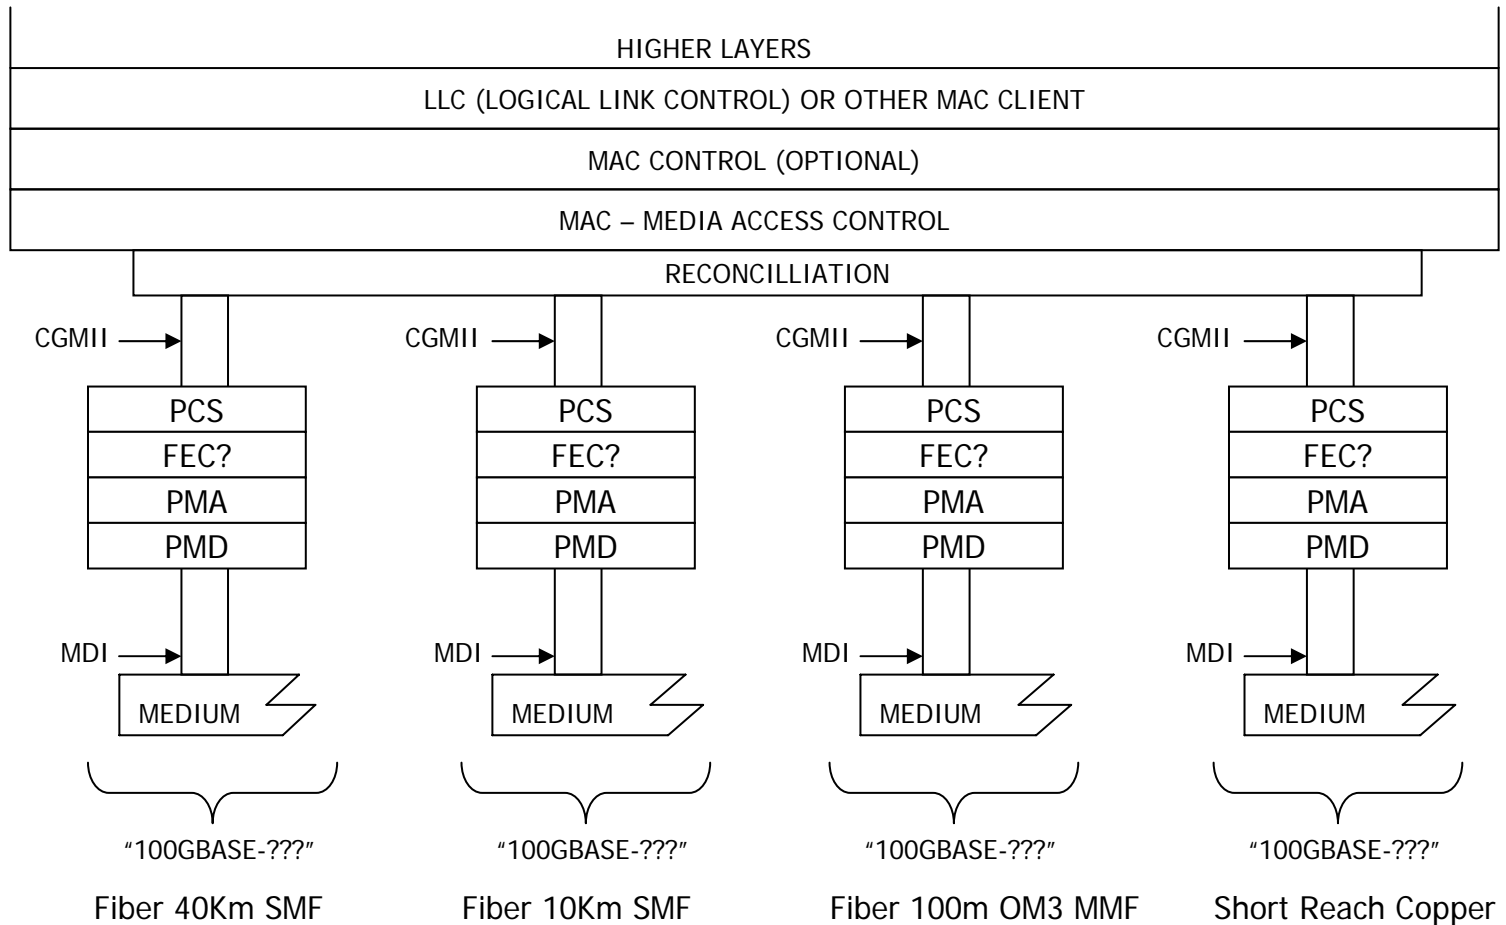 HIGHER LAYERS
LLC (LOGICAL LINK CONTROL) OR OTHER MAC CLIENT
MAC CONTROL (OPTIONAL)
MAC – MEDIA ACCESS CONTROL
RECONCILLIATION
CGMII CGMII CGMII CGMII
PCS PCS PCS PCS
FEC? FEC? FEC? FEC?
PMA PMA PMA PMA
PMD PMD PMD PMD
MDI MDI MDI MDI
MEDIUM MEDIUM MEDIUM MEDIUM
"100GBASE-???" "100GBASE-???" "100GBASE-???" "100GBASE-???"
Fiber 40Km SMF Fiber 10Km SMF Fiber 100m OM3 MMF Short Reach Copper